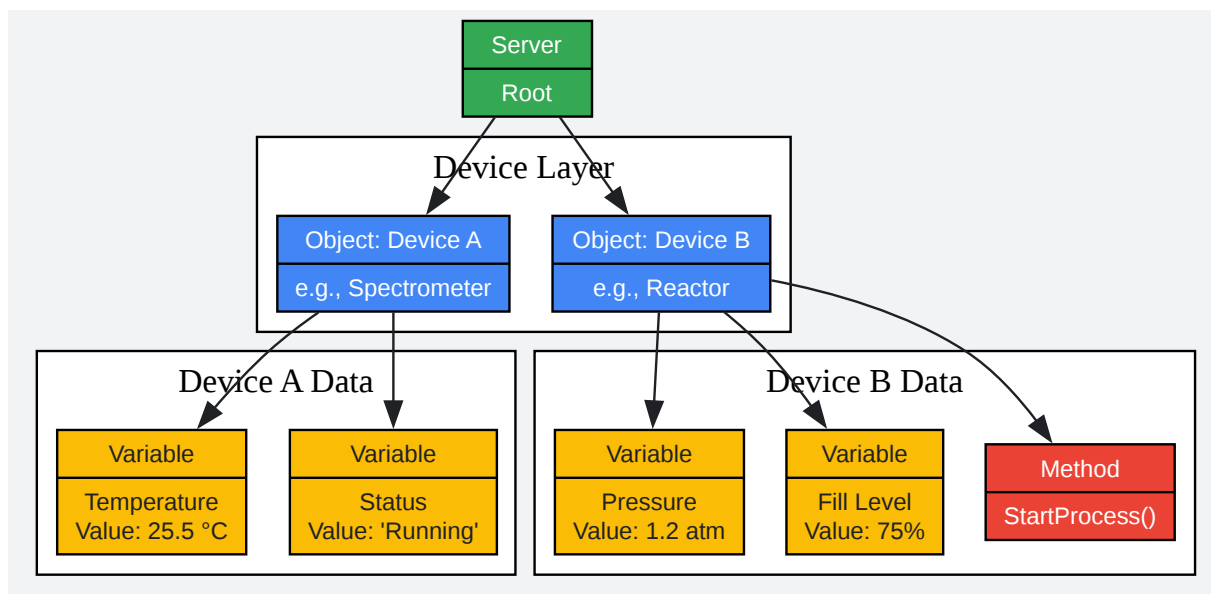 Server
Root
Device Layer
Object: Device A
e.g., Spectrometer
Object: Device B
e.g., Reactor
Device A Data
Variable
Temperature
Value: 25.5 °C
Variable
Status
Value: 'Running'
Device B Data
Variable
Pressure
Value: 1.2 atm
Variable
Fill Level
Value: 75%
Method
StartProcess()